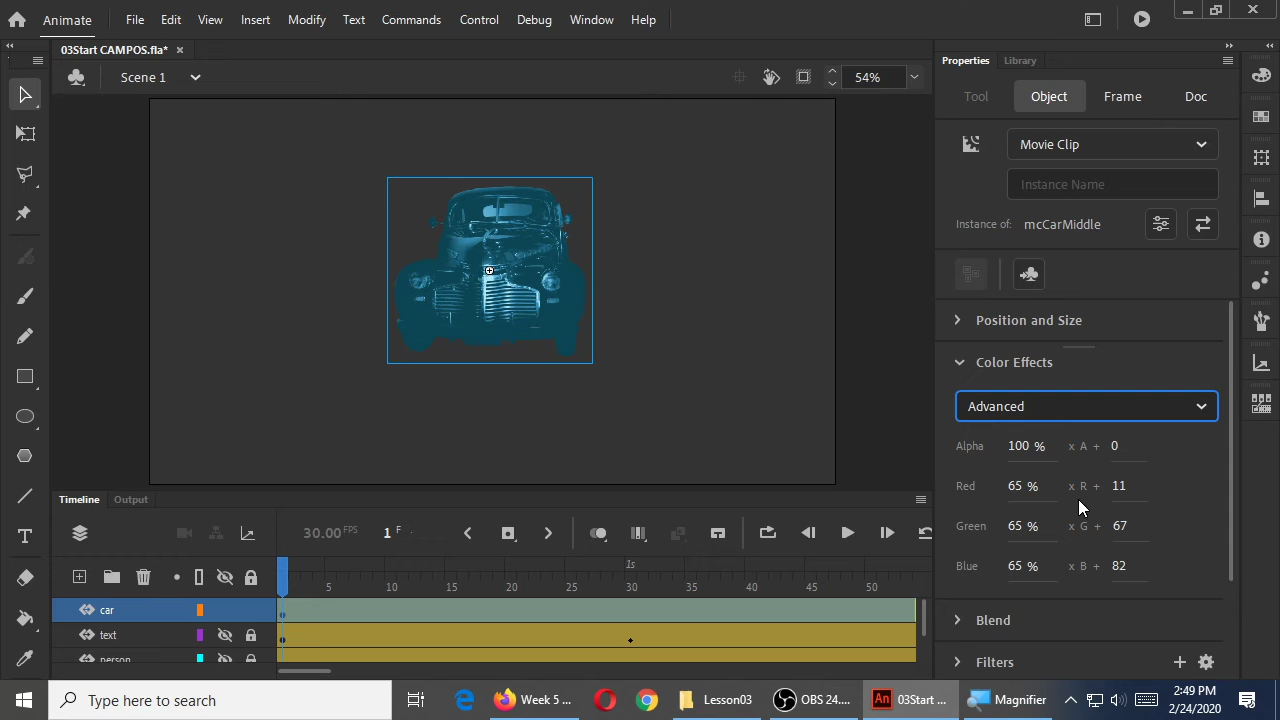 Animate File Edit View Insert Modify Text Commands Control Debug Window Help
03Start CAMPOS.fla* ×
Scene 1 54%
Properties Library
Tool Object Frame Doc
Movie Clip
Instance Name
Instance of: mcCarMiddle
Position and Size
Color Effects
Advanced
Alpha 100 % x A + 0
Red 65 % x R + 11
Green 65 % x G + 67
Blue 65 % x B + 82
Blend
Filters
Timeline Output
30.00 FPS 1 F
1s
5 10 15 20 25 30 35 40 45 50
car
text
person
Type here to search
Week 5 ...
Lesson03
OBS 24....
An 03Start ...
Magnifier
2:49 PM
2/24/2020